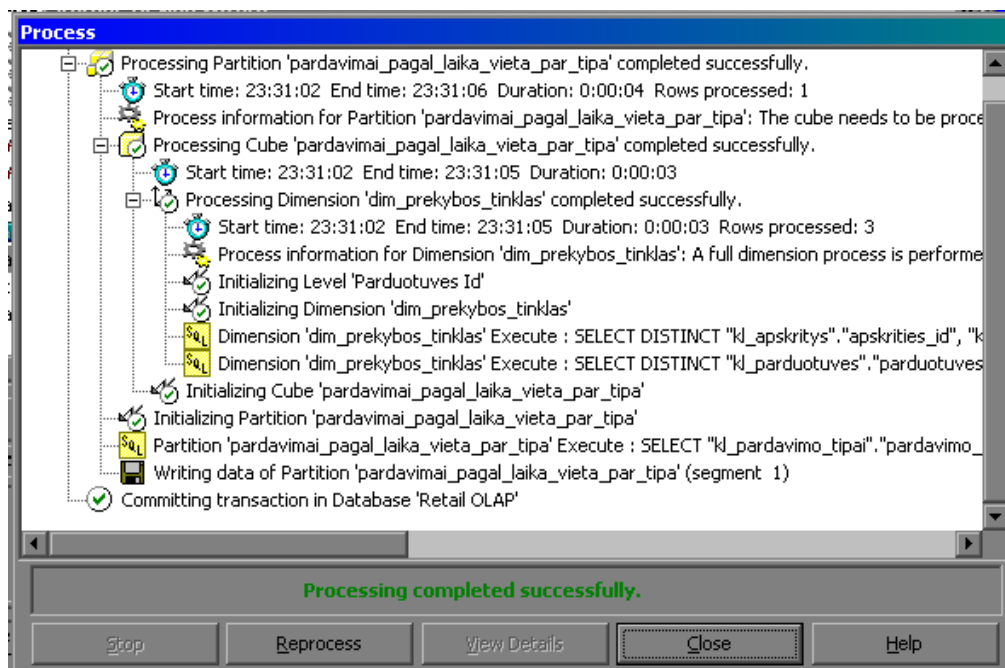 Process
Processing Partition 'pardavimai_pagal_laika_vieta_par_tipa' completed successfully.
Start time: 23:31:02 End time: 23:31:06 Duration: 0:00:04 Rows processed: 1
Process information for Partition 'pardavimai_pagal_laika_vieta_par_tipa': The cube needs to be proce
Processing Cube 'pardavimai_pagal_laika_vieta_par_tipa' completed successfully.
Start time: 23:31:02 End time: 23:31:05 Duration: 0:00:03
Processing Dimension 'dim_prekybos_tinklas' completed successfully.
Start time: 23:31:02 End time: 23:31:05 Duration: 0:00:03 Rows processed: 3
Process information for Dimension 'dim_prekybos_tinklas': A full dimension process is performe
Initializing Level 'Parduotuves Id'
Initializing Dimension 'dim_prekybos_tinklas'
Dimension 'dim_prekybos_tinklas' Execute : SELECT DISTINCT "kl_apskritys"."apskrities_id", "k
Dimension 'dim_prekybos_tinklas' Execute : SELECT DISTINCT "kl_parduotuves"."parduotuves
Initializing Cube 'pardavimai_pagal_laika_vieta_par_tipa'
Initializing Partition 'pardavimai_pagal_laika_vieta_par_tipa'
Partition 'pardavimai_pagal_laika_vieta_par_tipa' Execute : SELECT "kl_pardavimo_tipai"."pardavimo_
Writing data of Partition 'pardavimai_pagal_laika_vieta_par_tipa' (segment 1)
Committing transaction in Database 'Retail OLAP'
Processing completed successfully.
Stop Reprocess View Details Close Help